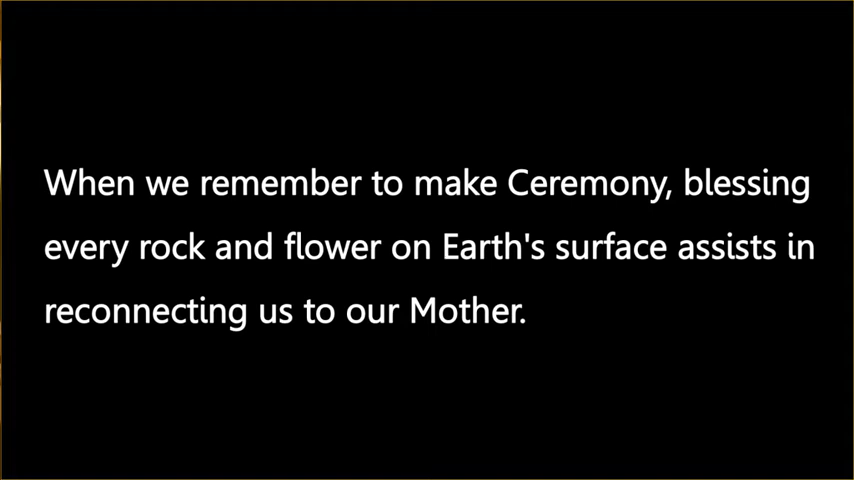 When we remember to make Ceremony, blessing
every rock and flower on Earth's surface assists in
reconnecting us to our Mother.